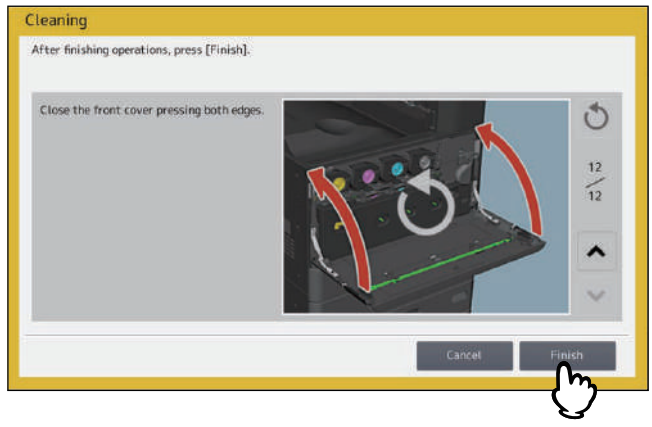 Cleaning
After finishing operations, press [Finish].
Close the front cover pressing both edges.
12
12
Cancel
Finish